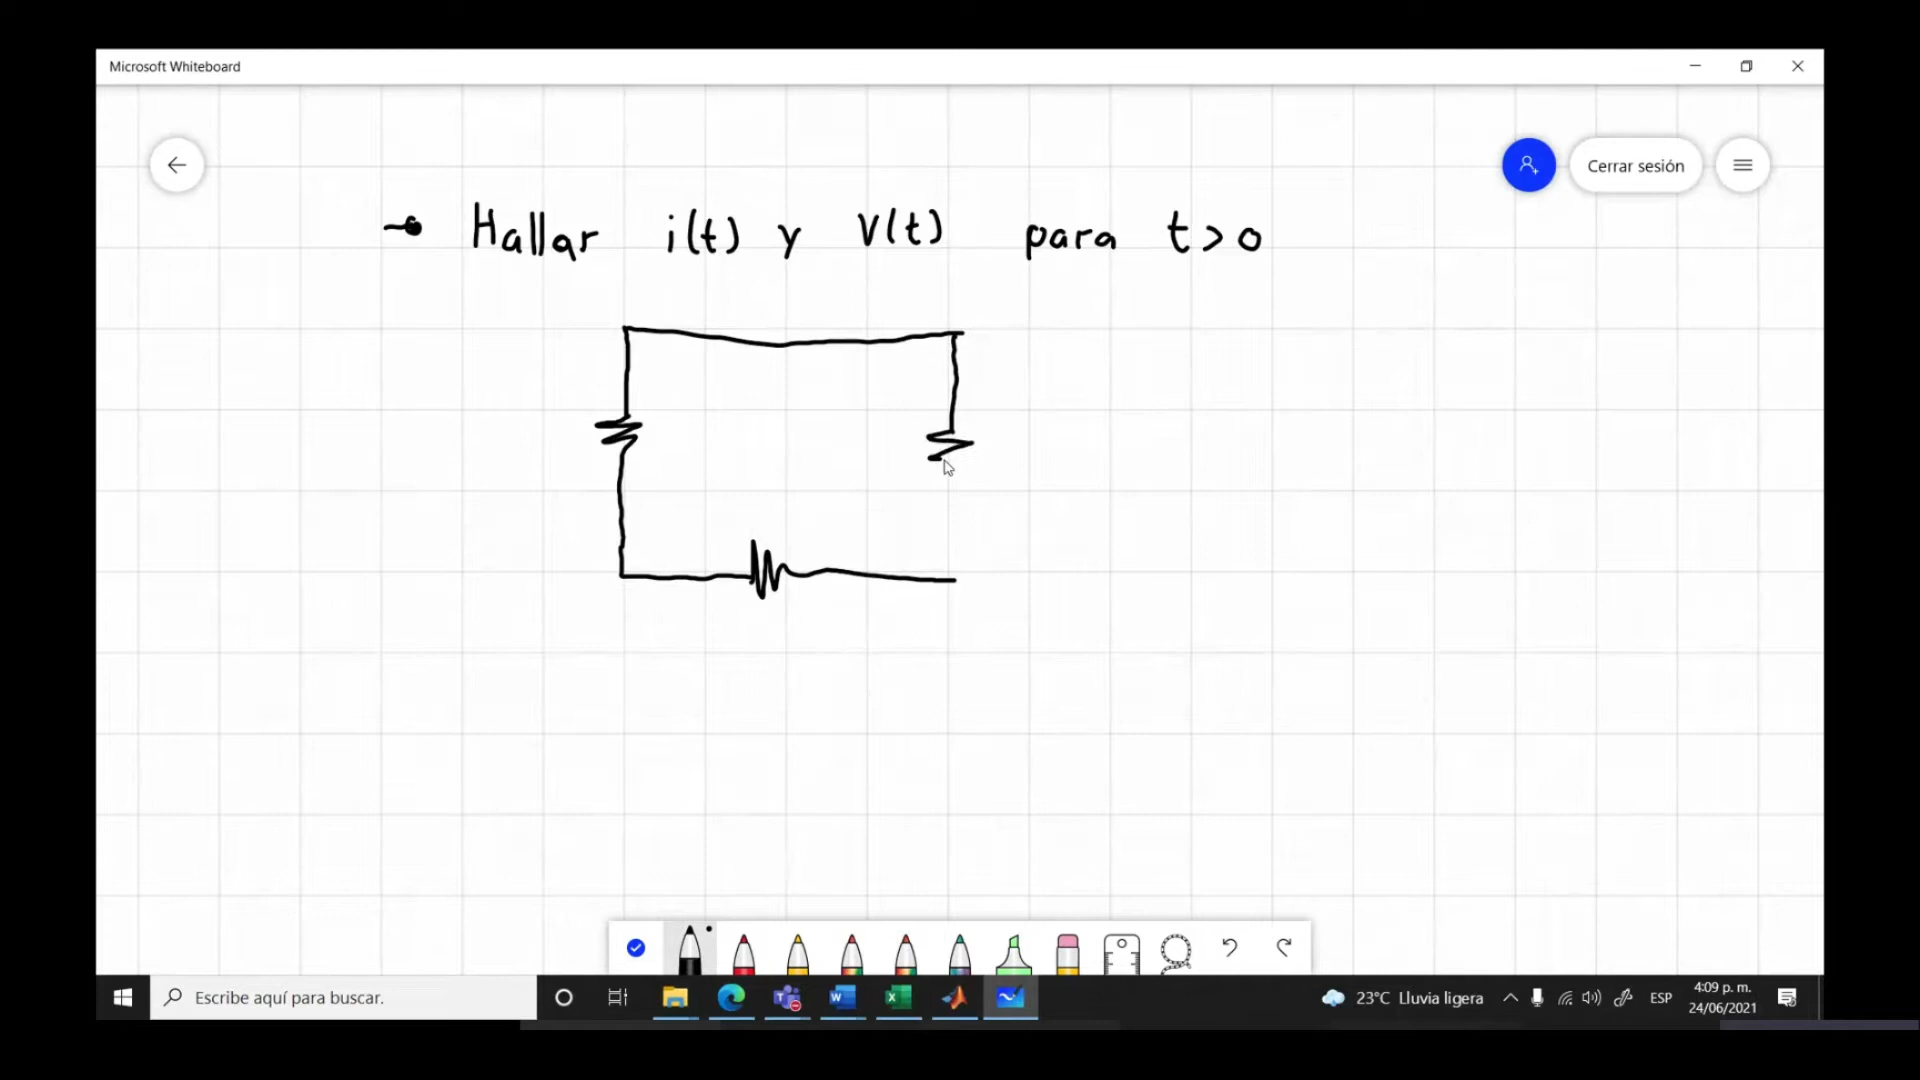 Microsoft Whiteboard
Cerrar sesión
Hallar i(t) y V(t) para t>0
Escribe aquí para buscar.
23°C Lluvia ligera
ESP
4:09 p. m.
24/06/2021